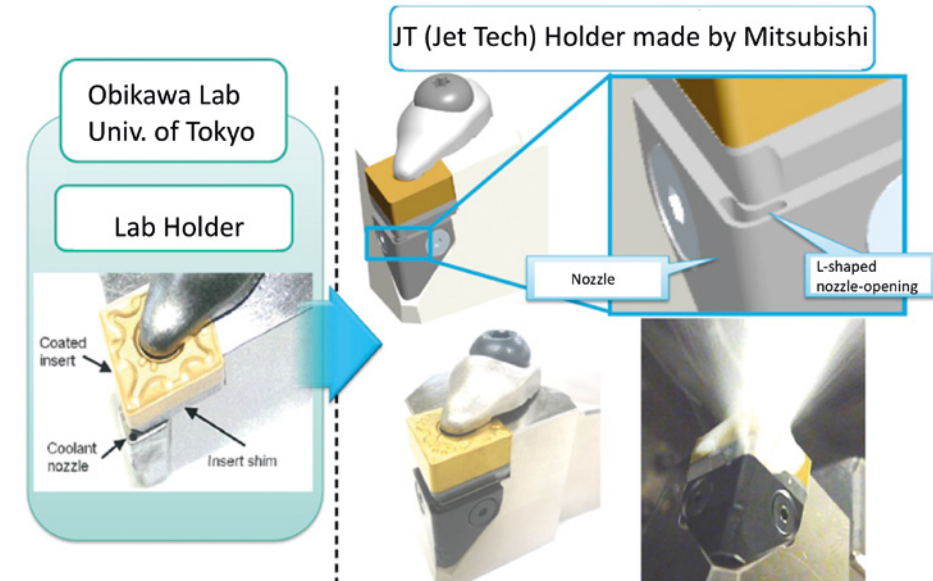 JT (Jet Tech) Holder made by Mitsubishi
Obikawa Lab
Univ. of Tokyo
Lab Holder
Coated
insert
Coolant
nozzle
Insert shim
Nozzle
L-shaped
nozzle-opening